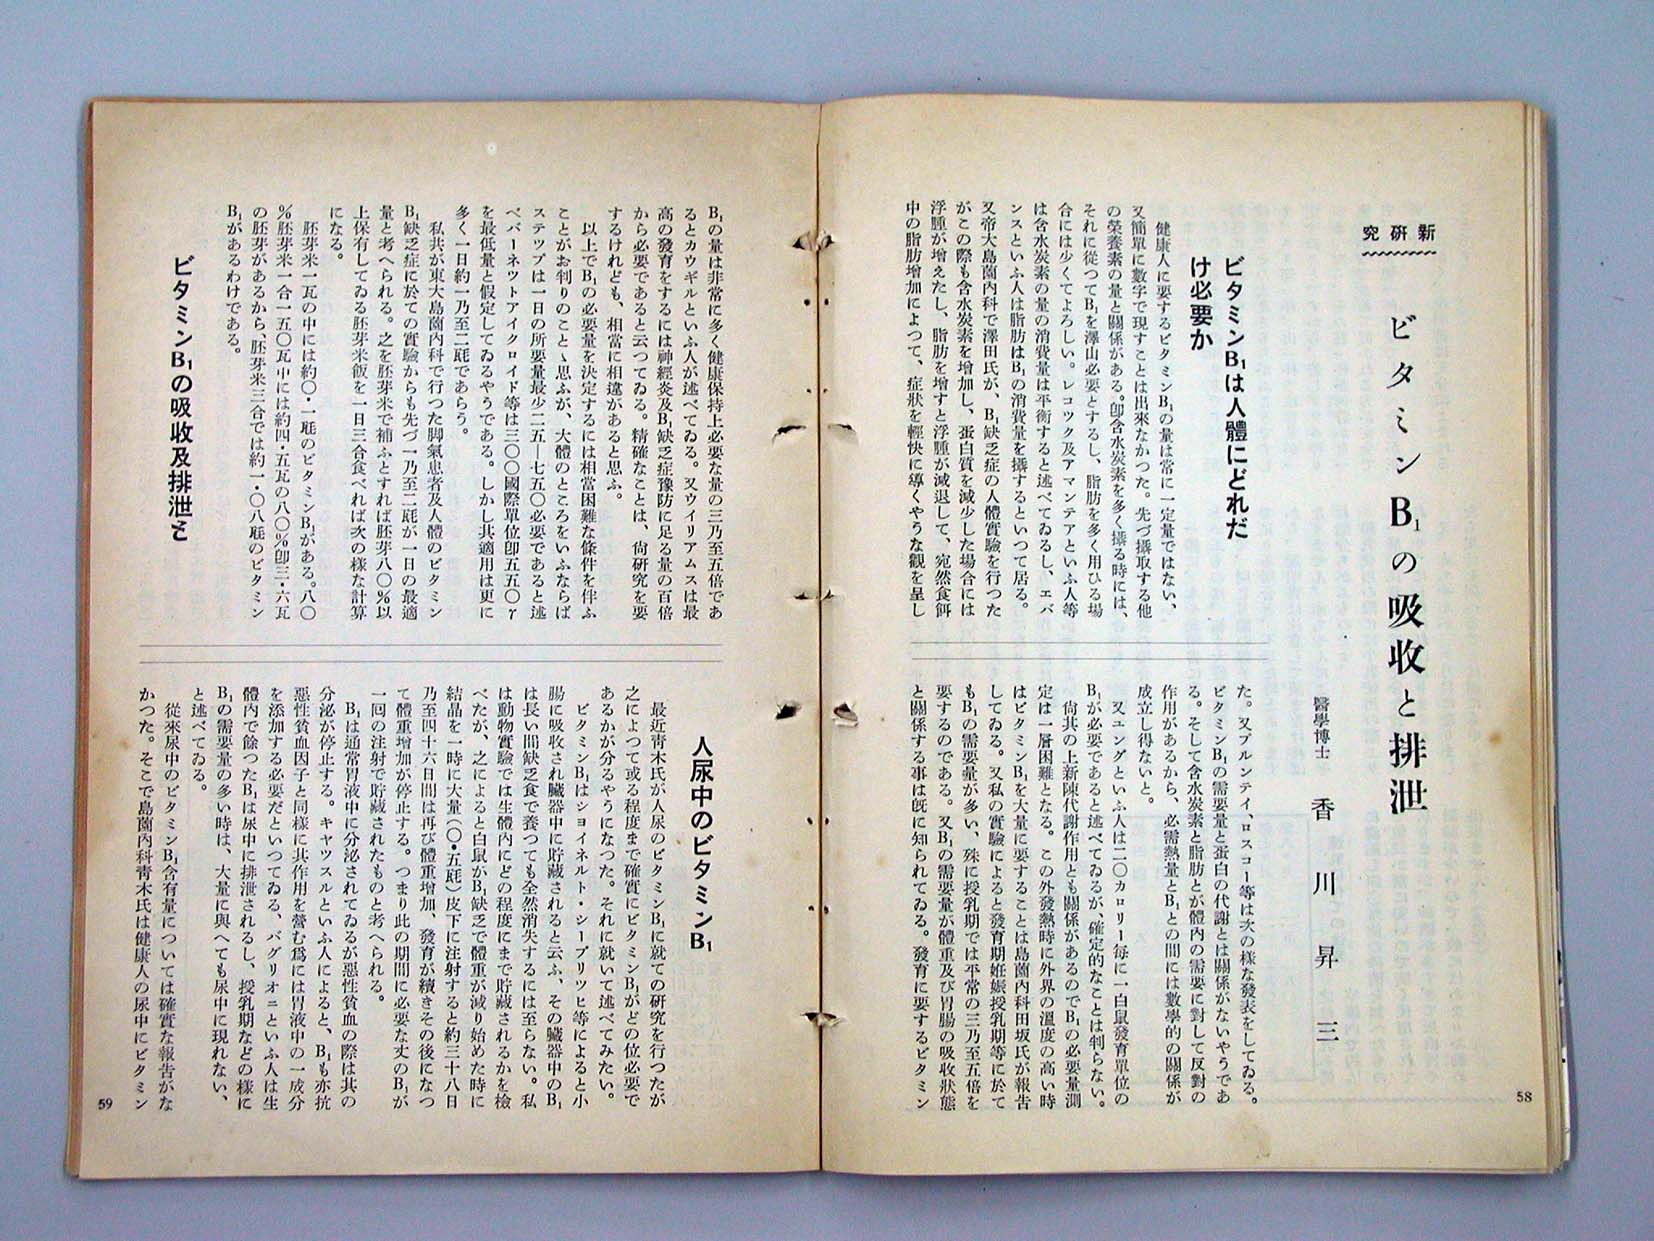 新研究
ビタミンB₁の吸收と排泄
醫學博士 香川昇三
ビタミンB₁は人體にどれだ
け必要か
健康人に要するビタミンB₁の量は常に一定量ではない、
又簡單に數字で現すことは出來なかつた。先づ攝取する他
の榮養素の量と關係がある。卽含水炭素を多く攝る時には、
それに從つてB₁を澤山必要とするし、脂肪を多く用ひる場
合には少くてよろしい。レコツク及アマンテアといふ人等
は含水炭素の量の消費量は平衡すると述べてゐるし、エバ
ンスといふ人は脂肪はB₁の消費量を攝するといつて居る。
又帝大島薗內科で澤田氏が、B₁缺乏症の人體實驗を行つた
がこの際も含水炭素を增加し、蛋白質を減少した場合には
浮腫が增えたし、脂肪を增すと浮腫が減退して、宛然食餌
中の脂肪增加によつて、症狀を輕快に導くやうな觀を呈し
た。又プルンテイ、ロスコー等は次の樣な發表をしてゐる。
ビタミンB₁の需要量と蛋白の代謝とは關係がないやうであ
る。そして含水炭素と脂肪とが體內の需要に對して反對の
作用があるから、必需熱量とB₁との間には數學的の關係が
成立し得ないと。
又エングといふ人は二〇カロリー每に一白鼠發育單位の
B₁が必要であると述べてゐるが、確定的なことは判らない。
尙其の上新陳代謝作用とも關係があるのでB₁の必要量測
定は一層困難となる。この外發熱時に外界の溫度の高い時
はビタミンB₁を大量に要することは島薗內科田坂氏が報告
してゐる。又私の實驗によると發育期姙娠授乳期等に於て
もB₁の需要量が多い、殊に授乳期では平常の三乃至五倍を
要するのである。又B₁の需要量が體重及び胃腸の吸收狀態
と關係する事は旣に知られてゐる。發育に要するビタミン
58
B₁の量は非常に多く健康保持上必要な量の三乃至五倍であ
るとカウギルといふ人が述べてゐる。又ウイリアムスは最
高の發育をするには神經炎及B₁缺乏症豫防に足る量の百倍
から必要であると云つてゐる。精確なことは、尙硏究を要
するけれども、相當に相違があると思ふ。
以上でB₁の必要量を決定するには相當困難な條件を件ふ
ことがお判りのことゝ思ふが、大體のところをいふならば
ステツプは一日の所要量最少二五―七五〇必要であると述
べバーネツトアイクロイド等は三〇〇國際單位卽五五〇γ
を最低量と假定してゐるやうである。しかし共適用は更に
多く一日約一乃至二瓱であらう。
私共が東大島薗內科で行つた脚氣患者及人體のビタミン
B₁缺乏症に於ての實驗からも先づ一乃至二瓱が一日の最適
量と考へられる。之を胚芽米で補ふとすれば胚芽八〇％以
上保有してゐる胚芽米飯を一日三合食べれば次の樣な計算
になる。
胚芽米一瓦の中には約〇・一瓱のビタミンB₁がある。八〇
％胚芽米一合一五〇瓦中には約四・五瓦の八〇％卽三・六瓦
の胚芽があるから、胚芽米三合では約一・〇八瓱のビタミン
B₁があるわけである。
ビタミンB₁の吸收及排泄と
人尿中のビタミンB₁
最近靑木氏が人尿のビタミンB₁に就ての研究を行つたが
之によつて或る程度まで確實にビタミンB₁がどの位必要で
あるかが分るやうになつた。それに就いて述べてみたい。
ビタミンB₁はシヨイネルト・シープリツヒ等によると小
腸に吸收され臟器中に貯藏されると云ふ、その臟器中のB₁
は長い間缺乏食で養つても全然消失するには至らない。私
は動物實驗では生體內にどの程度にまで貯藏されるかを檢
べたが、之によると白鼠がB₁缺乏で體重が減り始めた時に
結晶を一時に大量（〇・五瓱）皮下に注射すると約三十八日
乃至四十六日間は再び體重增加、發育が續きその後になつ
て體重增加が停止する。つまり此の期間に必要な丈のB₁が
一囘の注射で貯藏されたものと考へられる。
B₁は通常胃液中に分泌されてゐるが惡性貧血の際は其の
分泌が停止する。キヤツスルといふ人によると、B₁も亦抗
惡性貧血因子と同樣に其作用を營む爲には胃液中の一成分
を添加する必要だといつてゐる、バグリオニといふ人は生
體內で餘つたB₁は尿中に排泄されるし、授乳期などの樣に
B₁の需要量の多い時は、大量に與へても尿中に現れない、
と述べてゐる。
從來尿中のビタミンB₁含有量については確實な報告がな
かつた。そこで島薗內科靑木氏は健康人の尿中にビタミン
59